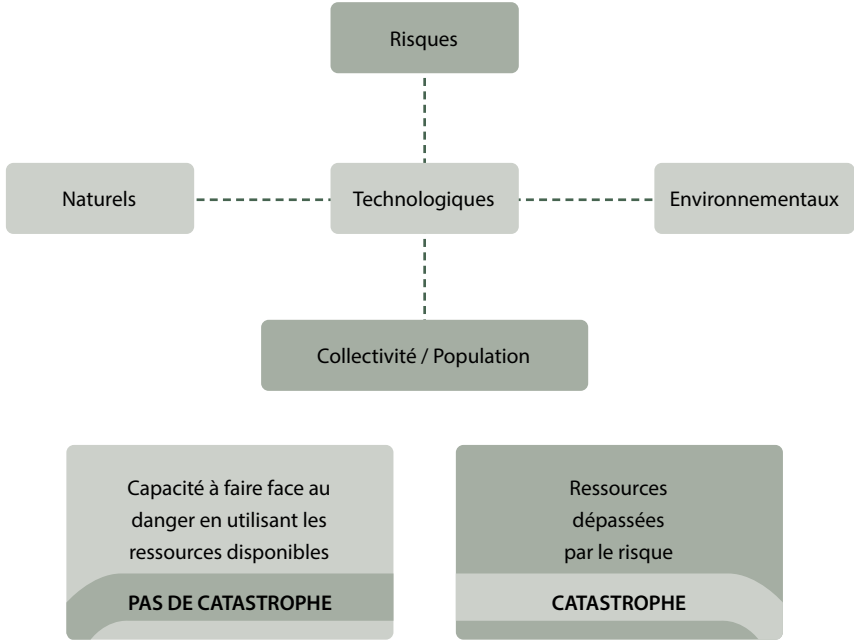 Risques
Naturels
Technologiques
Environnementaux
Collectivité / Population
Capacité à faire face au
danger en utilisant les
ressources disponibles
PAS DE CATASTROPHE
Ressources
dépassées
par le risque
CATASTROPHE